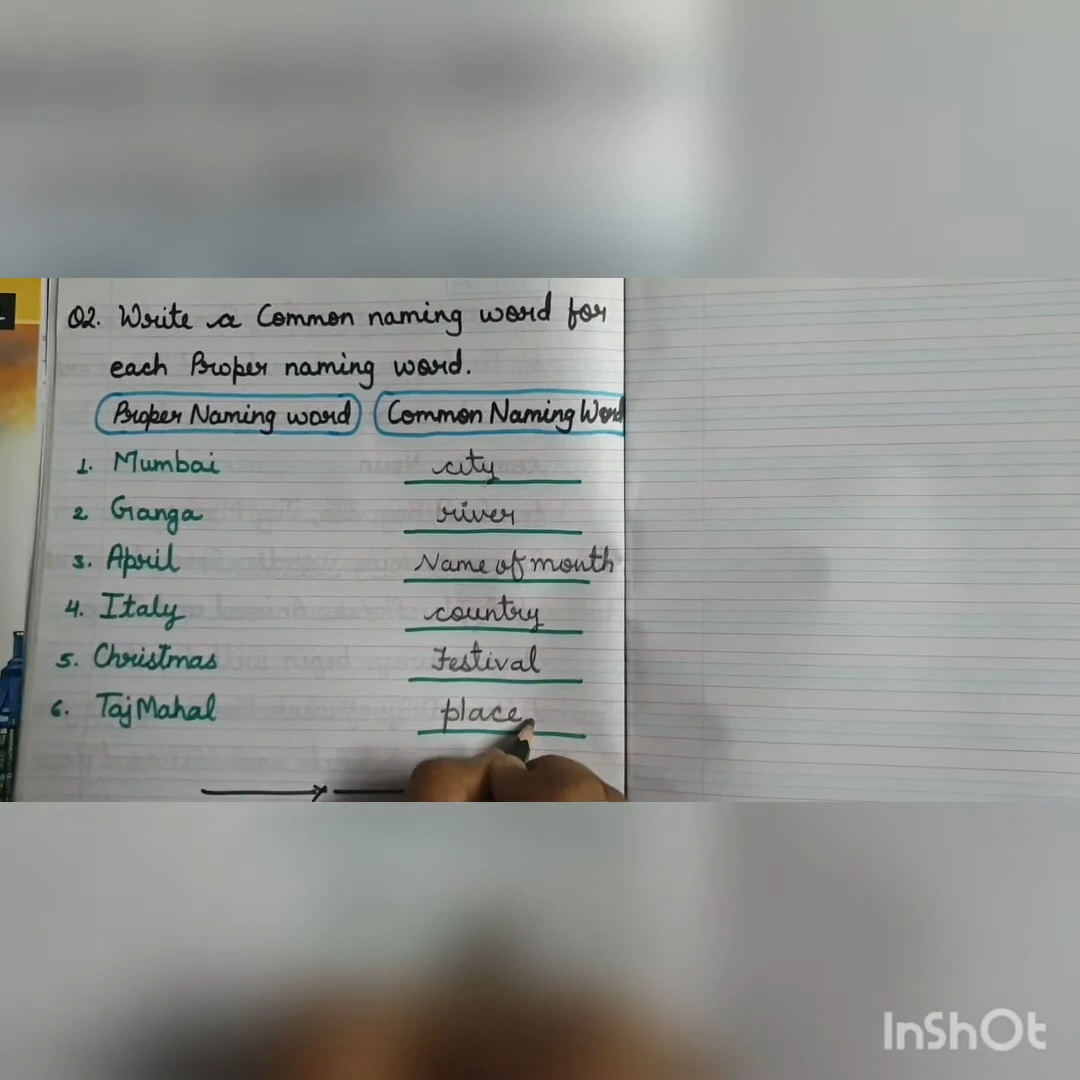 Q2. Write a Common naming word for
each Proper naming word.
Proper Naming word Common Naming Word
1. Mumbai city
2 Ganga river
3. April Name of month
4. Italy country
5. Christmas Festival
6. Taj Mahal place
InShOt